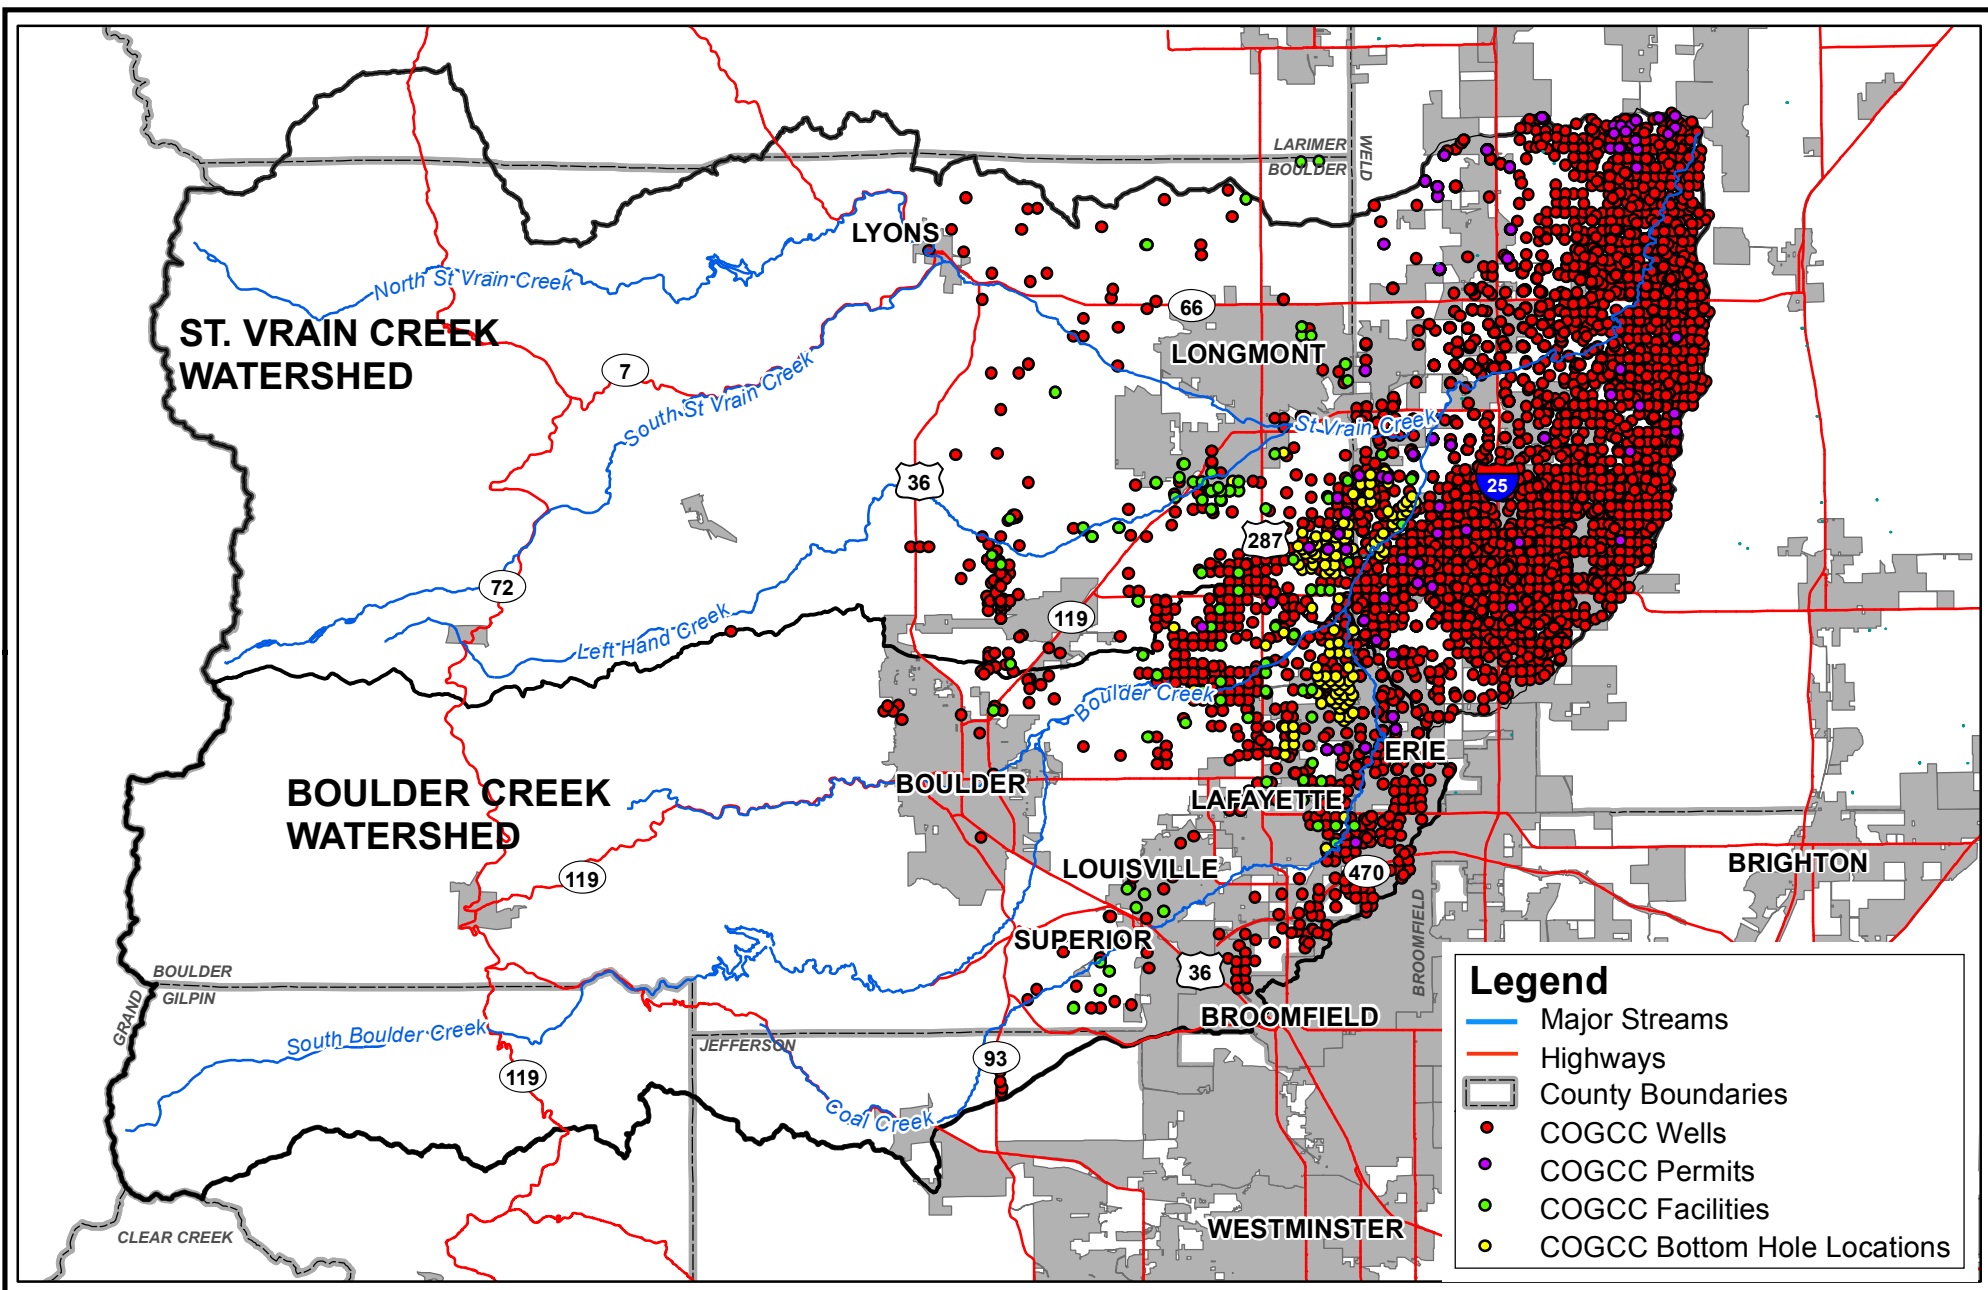 LARIMER
BOULDER
WELD
LYONS
North St Vrain Creek
66
ST. VRAIN CREEK
WATERSHED
LONGMONT
7
South St Vrain Creek
St Vrain Creek
36
25
287
72
119
Left Hand Creek
Boulder Creek
ERIE
BOULDER
BOULDER CREEK
WATERSHED
LAFAYETTE
LOUISVILLE
BRIGHTON
119
470
SUPERIOR
BROOMFIELD
36
BOULDER
GILPIN
GRAND
BROOMFIELD
South Boulder Creek
JEFFERSON
93
119
Coal Creek
WESTMINSTER
CLEAR CREEK
Legend
Major Streams
Highways
County Boundaries
COGCC Wells
COGCC Permits
COGCC Facilities
COGCC Bottom Hole Locations